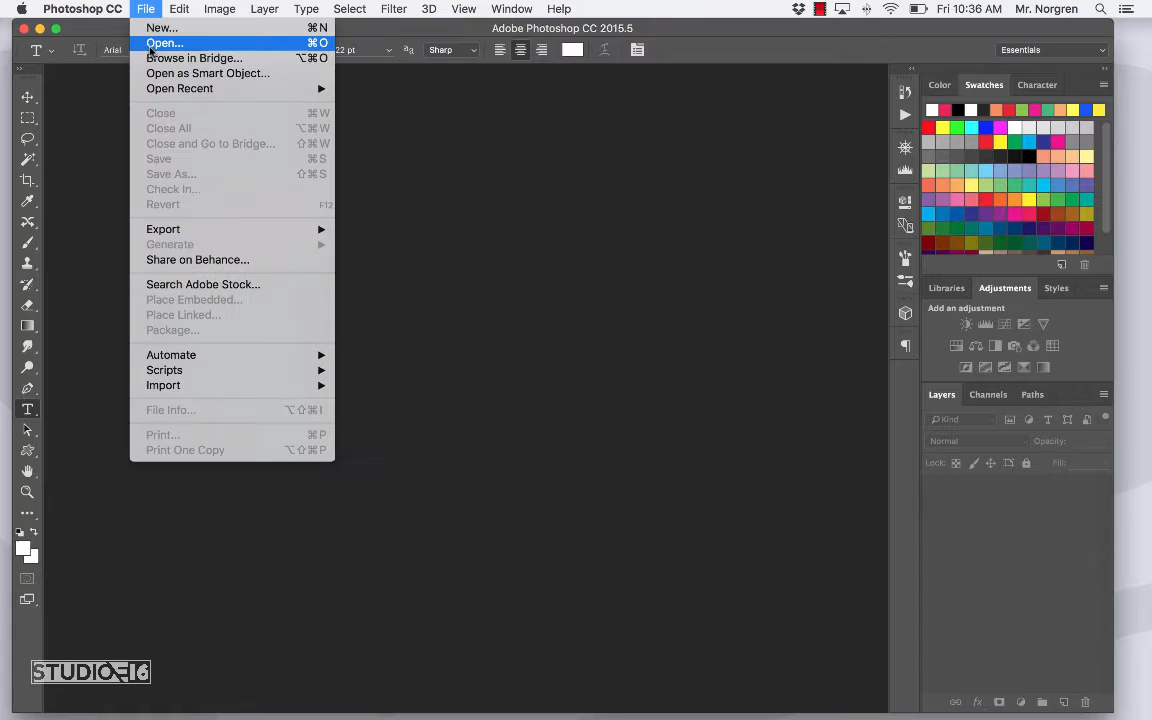 Photoshop CC File Edit Image Layer Type Select Filter 3D View Window Help Fri 10:36 AM Mr. Norgren
Adobe Photoshop CC 2015.5
Arial 22 pt Sharp Essentials
New... ⌘N
Open... ⌘O
Browse in Bridge... ⌥⌘O
Open as Smart Object...
Open Recent
Close ⌘W
Close All ⌥⌘W
Close and Go to Bridge... ⇧⌘W
Save ⌘S
Save As... ⇧⌘S
Check In...
Revert F12
Export
Generate
Share on Behance...
Search Adobe Stock...
Place Embedded...
Place Linked...
Package...
Automate
Scripts
Import
File Info... ⌥⇧⌘I
Print... ⌘P
Print One Copy ⌥⇧⌘P
Color Swatches Character
Libraries Adjustments Styles
Add an adjustment
Layers Channels Paths
Kind
Normal Opacity:
Lock: Fill:
STUDIO E16